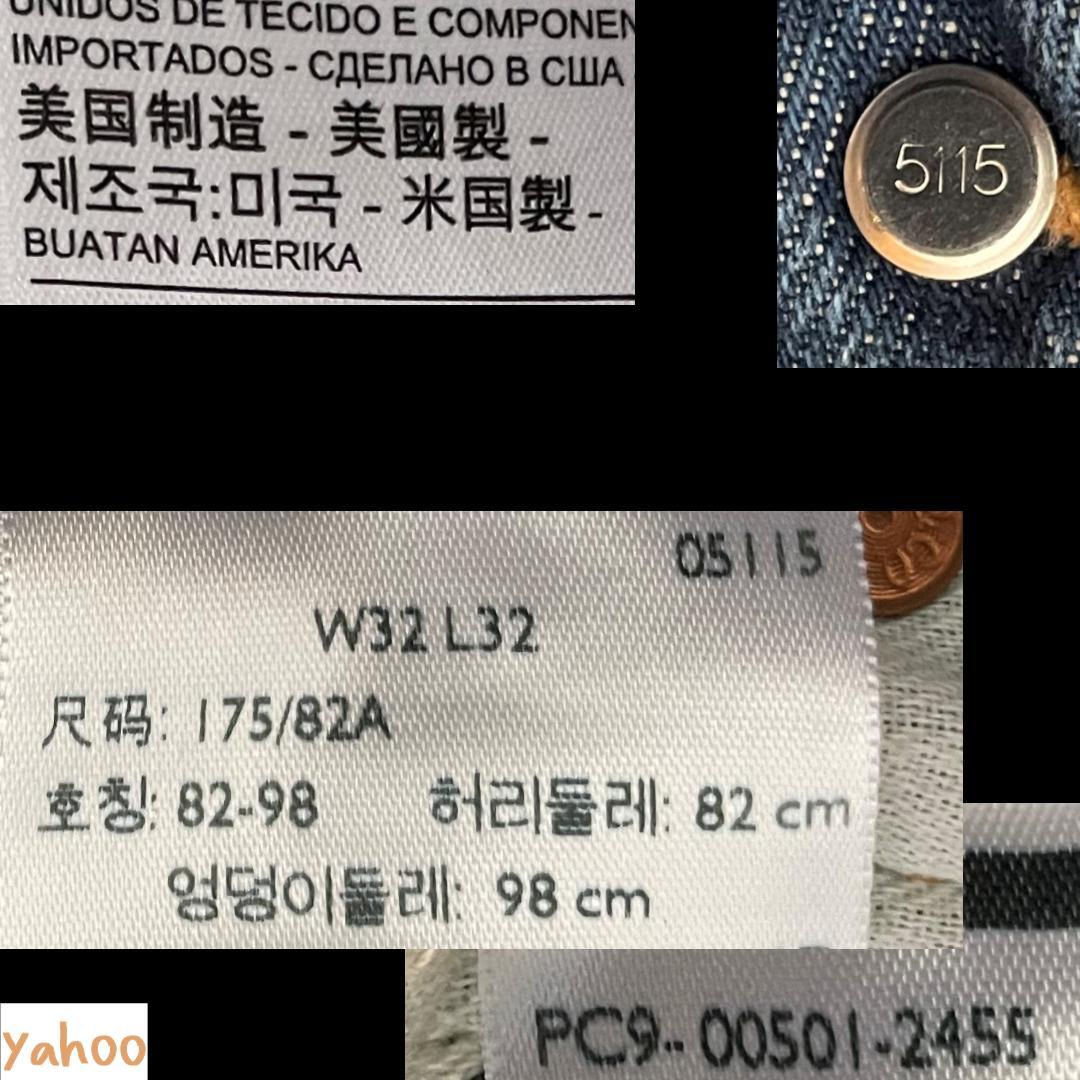 UNIDOS DE TECIDO E COMPONEN
IMPORTADOS - СДЕЛАНО В США
美国制造 - 美國製 -
제조국:미국 - 米国製 -
BUATAN AMERIKA
5115
05115
W32 L32
尺码: 175/82A
호칭: 82-98 허리둘레: 82 cm
엉덩이둘레: 98 cm
PC9-00501-2455
yahoo